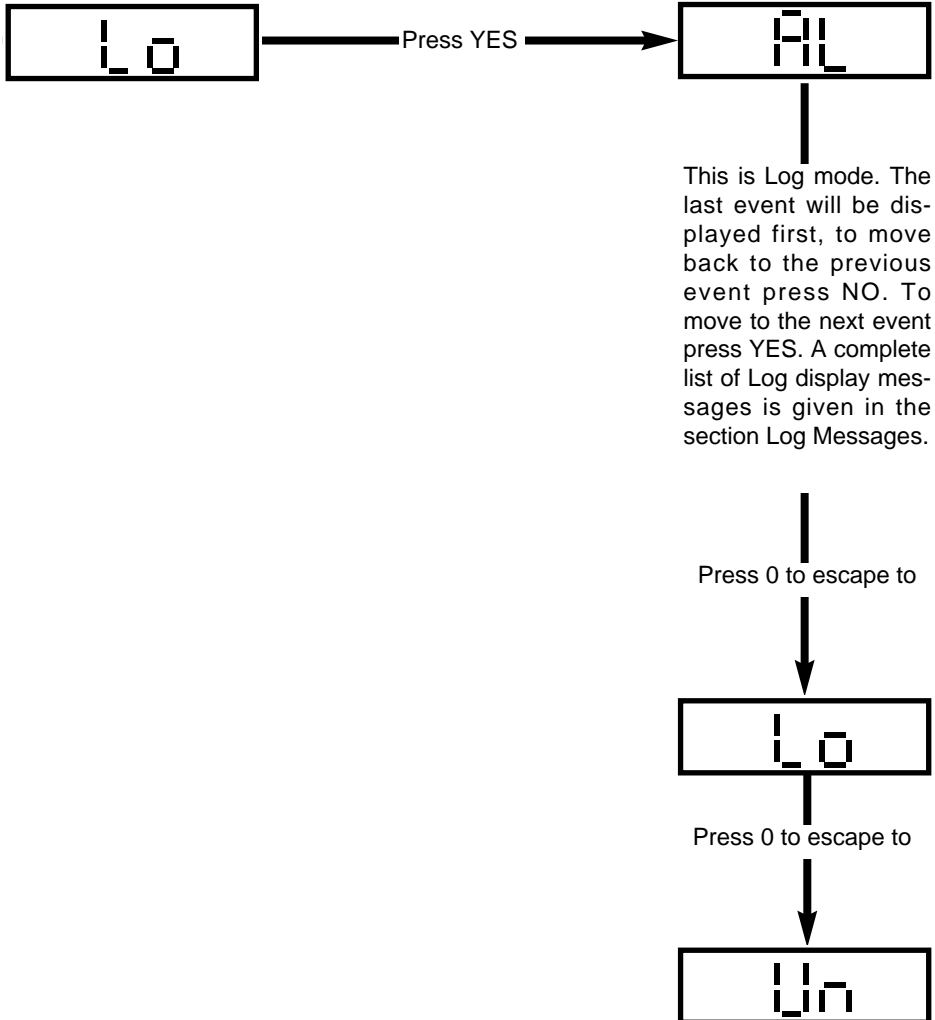 Lo
Press YES
AL
This is Log mode. The
last event will be dis-
played first, to move
back to the previous
event press NO. To
move to the next event
press YES. A complete
list of Log display mes-
sages is given in the
section Log Messages.
Press 0 to escape to
Lo
Press 0 to escape to
Un